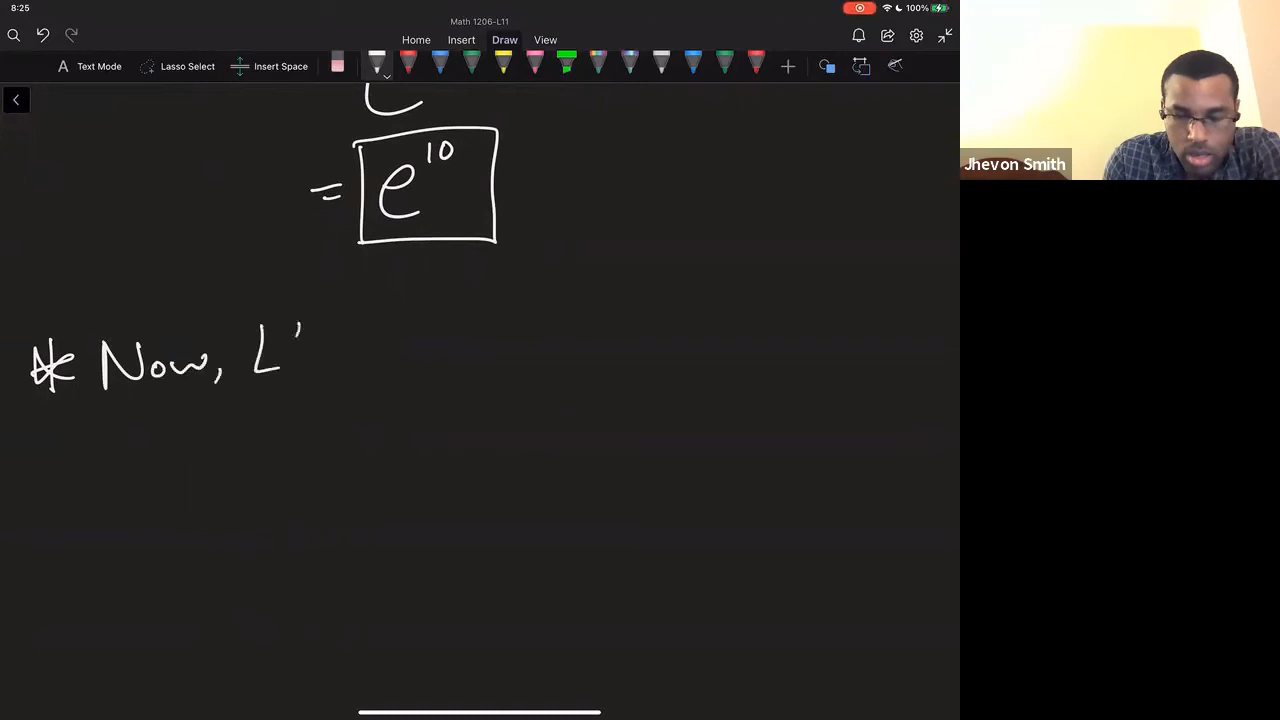 8:25
100%
Math 1206-L11
Home Insert Draw View
Text Mode Lasso Select Insert Space
= e^10
* Now, L'
Jhevon Smith